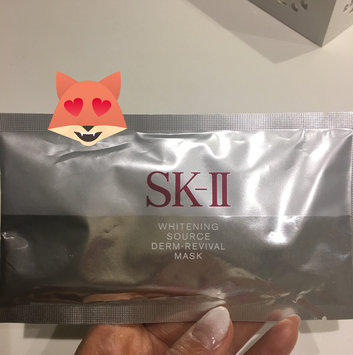 SK-II
WHITENING
SOURCE
DERM-REVIVAL
MASK